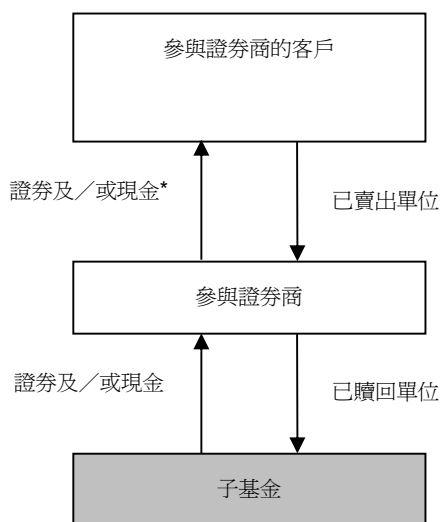 參與證券商的客戶
證券及／或現金*
已賣出單位
參與證券商
證券及／或現金
已贖回單位
子基金